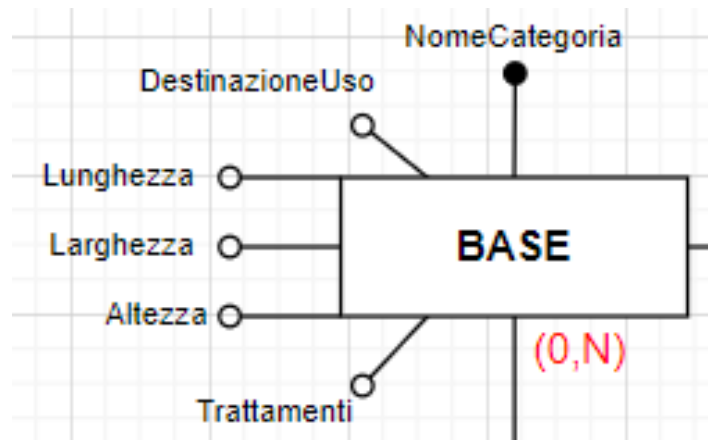 NomeCategoria
DestinazioneUso
Lunghezza
Larghezza
BASE
Altezza
(0,N)
Trattamenti